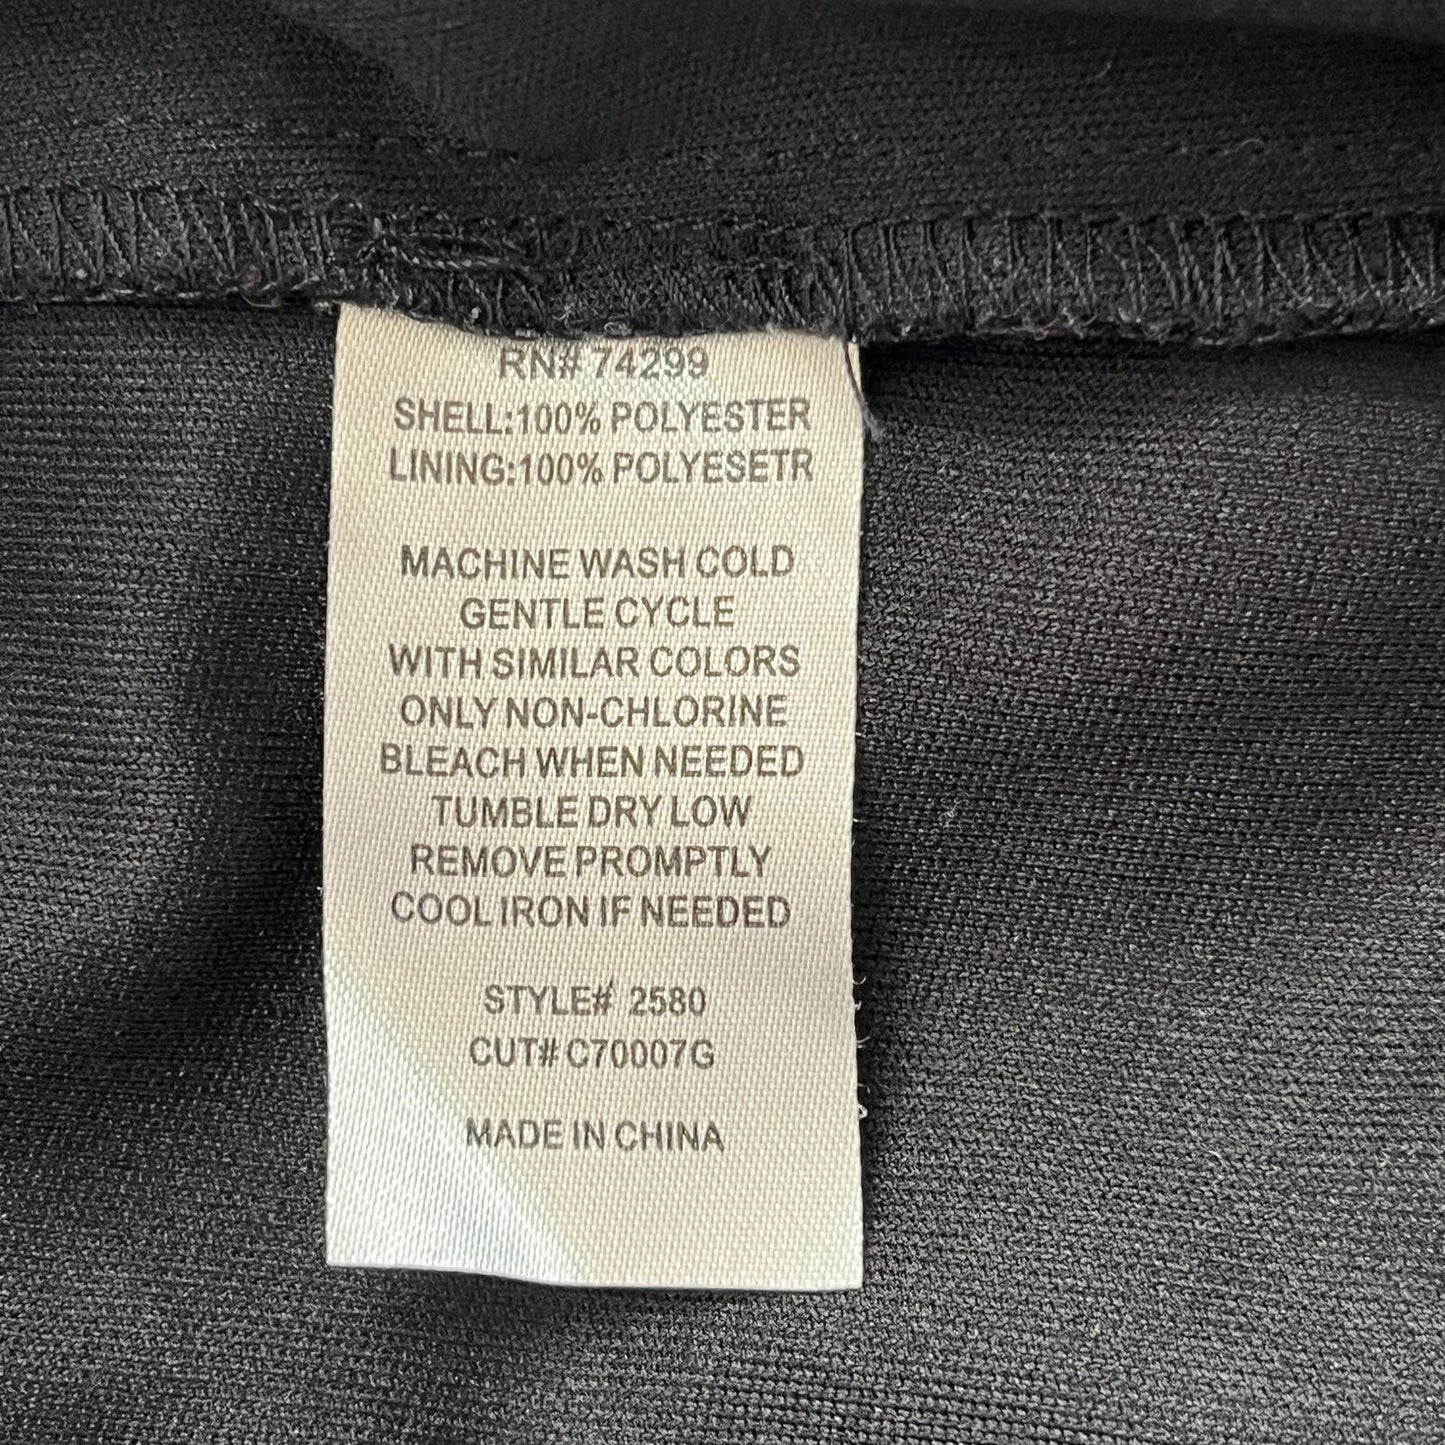 RN# 74299
SHELL:100% POLYESTER
LINING:100% POLYESETR
MACHINE WASH COLD
GENTLE CYCLE
WITH SIMILAR COLORS
ONLY NON-CHLORINE
BLEACH WHEN NEEDED
TUMBLE DRY LOW
REMOVE PROMPTLY
COOL IRON IF NEEDED
STYLE# 2580
CUT# C70007G
MADE IN CHINA